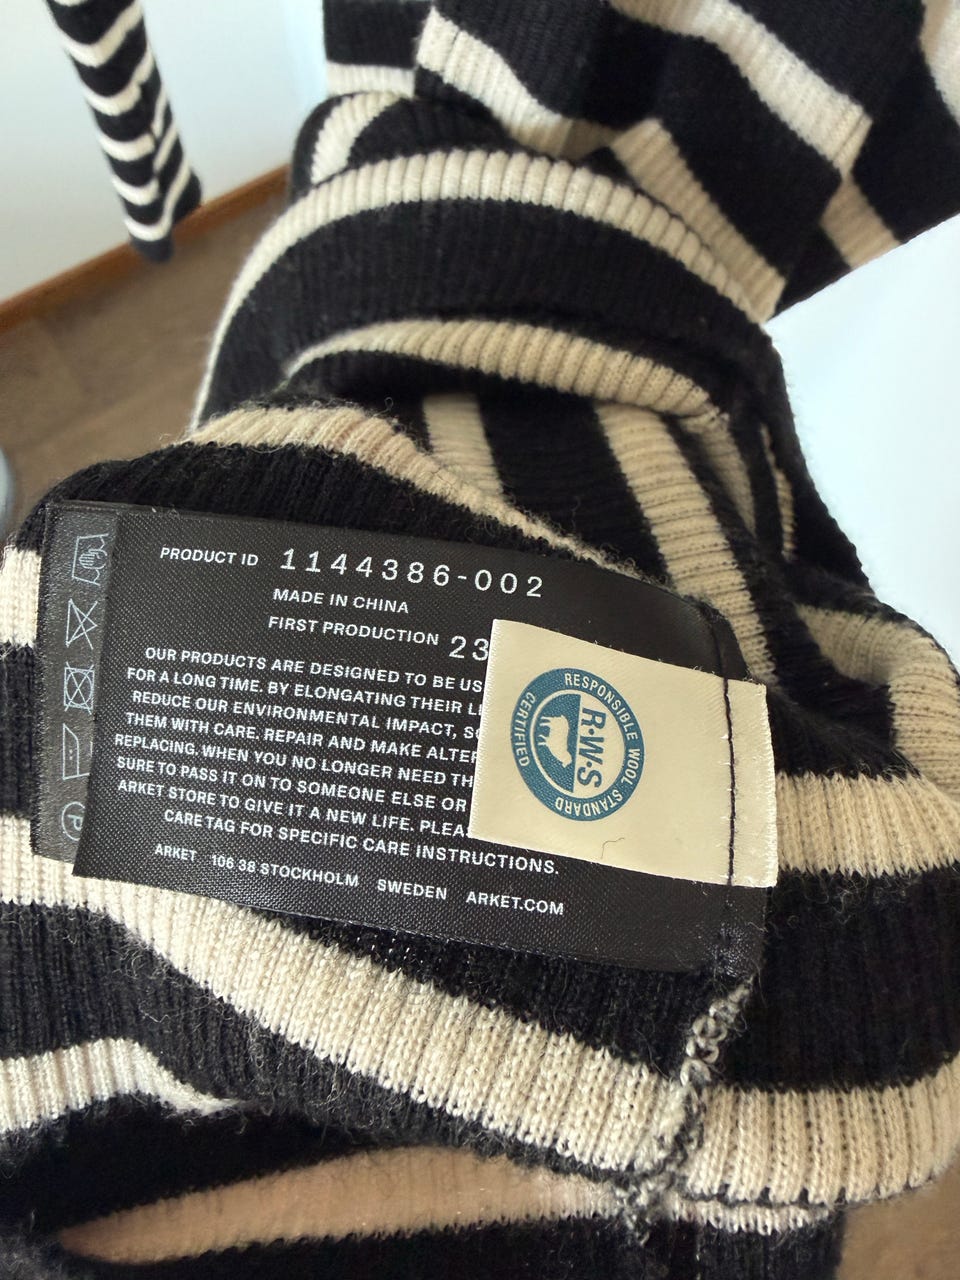 PRODUCT ID 1144386-002
MADE IN CHINA
FIRST PRODUCTION 23
OUR PRODUCTS ARE DESIGNED TO BE US
FOR A LONG TIME. BY ELONGATING THEIR LI
REDUCE OUR ENVIRONMENTAL IMPACT, SO
THEM WITH CARE. REPAIR AND MAKE ALTER
REPLACING. WHEN YOU NO LONGER NEED TH
SURE TO PASS IT ON TO SOMEONE ELSE OR
ARKET STORE TO GIVE IT A NEW LIFE. PLEA
CARE TAG FOR SPECIFIC CARE INSTRUCTIONS.
ARKET 106 38 STOCKHOLM SWEDEN ARKET.COM
RESPONSIBLE WOOL STANDARD
R·W·S
CERTIFIED
P